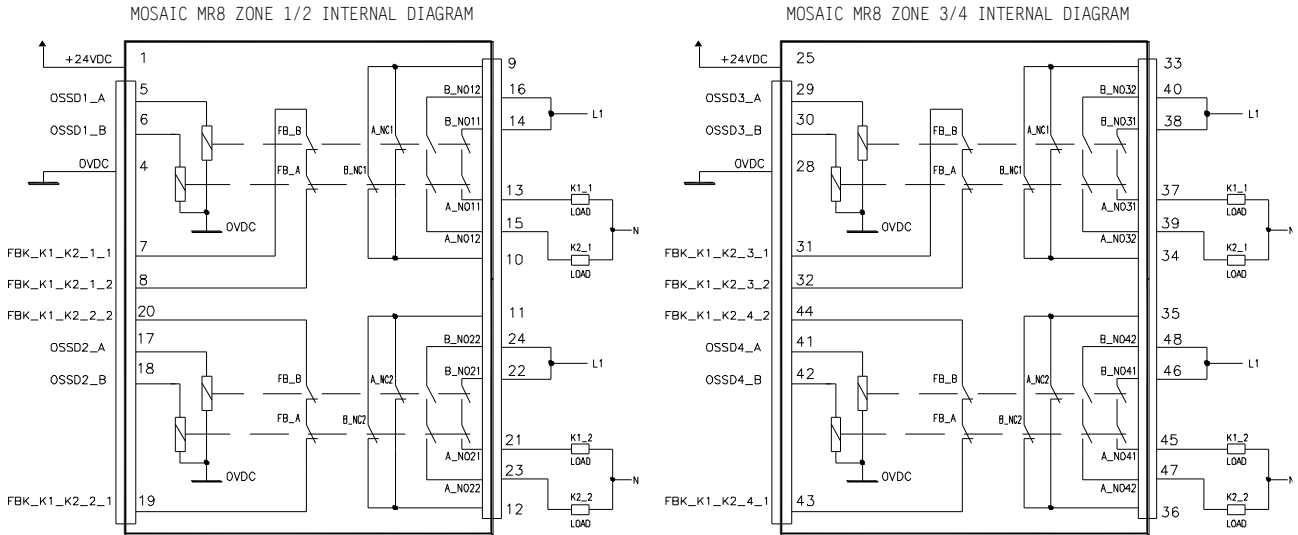 MOSAIC MR8 ZONE 1/2 INTERNAL DIAGRAM
+24VDC
1
9
OSSD1_A
5
B_NO12
16
L1
OSSD1_B
6
B_NO11
14
FB_B
A_NC1
0VDC
4
FB_A
B_NC1
13
K1_1
LOAD
A_NO11
15
N
0VDC
A_NO12
K2_1
LOAD
FBK_K1_K2_1_1
7
10
FBK_K1_K2_1_2
8
FBK_K1_K2_2_2
20
11
OSSD2_A
17
B_NO22
24
L1
OSSD2_B
18
B_NO21
22
FB_B
A_NC2
FB_A
B_NC2
21
K1_2
LOAD
A_NO21
23
N
0VDC
A_NO22
K2_2
LOAD
FBK_K1_K2_2_1
19
12
MOSAIC MR8 ZONE 3/4 INTERNAL DIAGRAM
+24VDC
25
33
OSSD3_A
29
B_NO32
40
L1
OSSD3_B
30
B_NO31
38
FB_B
A_NC1
0VDC
28
FB_A
B_NC1
37
K1_1
LOAD
A_NO31
39
N
0VDC
A_NO32
K2_1
LOAD
FBK_K1_K2_3_1
31
34
FBK_K1_K2_3_2
32
FBK_K1_K2_4_2
44
35
OSSD4_A
41
B_NO42
48
L1
OSSD4_B
42
B_NO41
46
FB_B
A_NC2
FB_A
B_NC2
45
K1_2
LOAD
A_NO41
47
N
0VDC
A_NO42
K2_2
LOAD
FBK_K1_K2_4_1
43
36